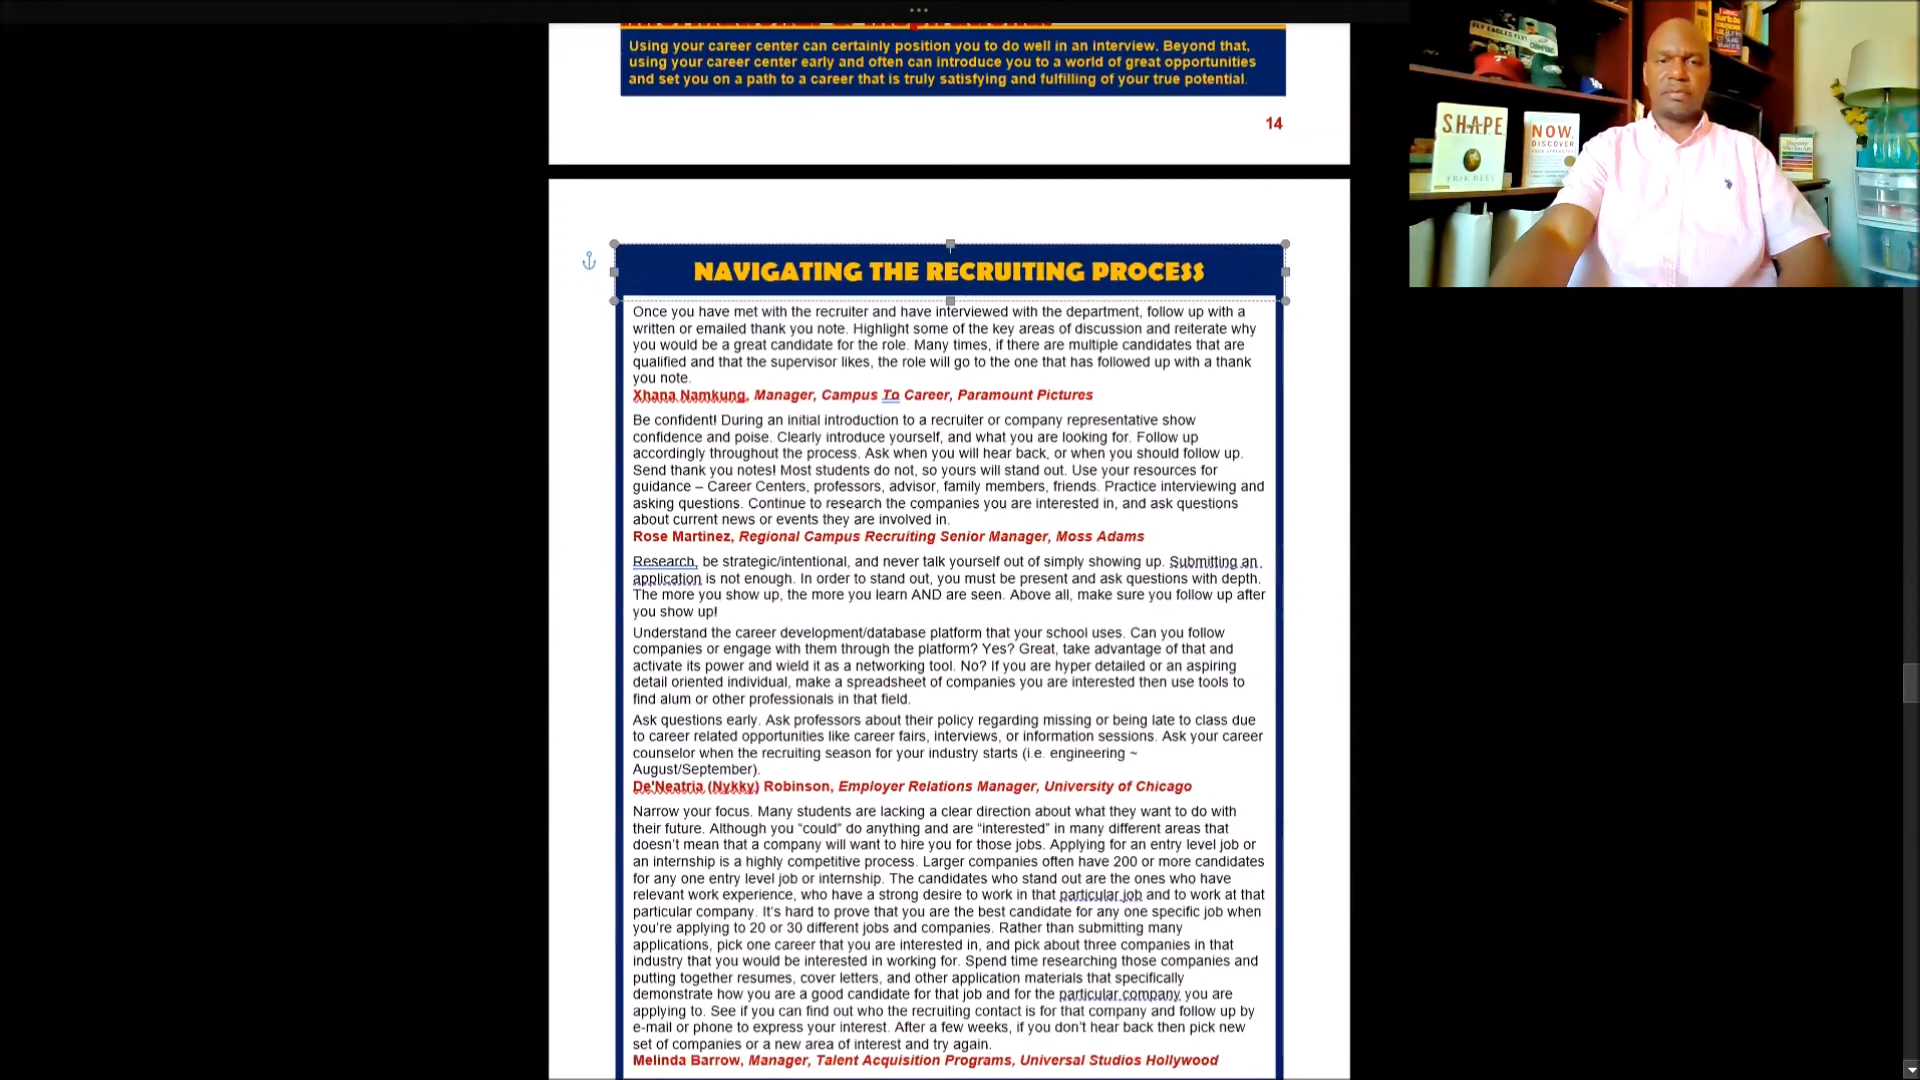 Using your career center can certainly position you to do well in an interview. Beyond that,
using your career center early and often can introduce you to a world of great opportunities
and set you on a path to a career that is truly satisfying and fulfilling of your true potential.
14
NAVIGATING THE RECRUITING PROCESS
Once you have met with the recruiter and have interviewed with the department, follow up with a
written or emailed thank you note. Highlight some of the key areas of discussion and reiterate why
you would be a great candidate for the role. Many times, if there are multiple candidates that are
qualified and that the supervisor likes, the role will go to the one that has followed up with a thank
you note.
Xhana Namkung, Manager, Campus To Career, Paramount Pictures
Be confident! During an initial introduction to a recruiter or company representative show
confidence and poise. Clearly introduce yourself, and what you are looking for. Follow up
accordingly throughout the process. Ask when you will hear back, or when you should follow up.
Send thank you notes! Most students do not, so yours will stand out. Use your resources for
guidance – Career Centers, professors, advisor, family members, friends. Practice interviewing and
asking questions. Continue to research the companies you are interested in, and ask questions
about current news or events they are involved in.
Rose Martinez, Regional Campus Recruiting Senior Manager, Moss Adams
Research, be strategic/intentional, and never talk yourself out of simply showing up. Submitting an
application is not enough. In order to stand out, you must be present and ask questions with depth.
The more you show up, the more you learn AND are seen. Above all, make sure you follow up after
you show up!
Understand the career development/database platform that your school uses. Can you follow
companies or engage with them through the platform? Yes? Great, take advantage of that and
activate its power and wield it as a networking tool. No? If you are hyper detailed or an aspiring
detail oriented individual, make a spreadsheet of companies you are interested then use tools to
find alum or other professionals in that field.
Ask questions early. Ask professors about their policy regarding missing or being late to class due
to career related opportunities like career fairs, interviews, or information sessions. Ask your career
counselor when the recruiting season for your industry starts (i.e. engineering ~
August/September).
De'Neatria (Nykky) Robinson, Employer Relations Manager, University of Chicago
Narrow your focus. Many students are lacking a clear direction about what they want to do with
their future. Although you “could” do anything and are “interested” in many different areas that
doesn’t mean that a company will want to hire you for those jobs. Applying for an entry level job or
an internship is a highly competitive process. Larger companies often have 200 or more candidates
for any one entry level job or internship. The candidates who stand out are the ones who have
relevant work experience, who have a strong desire to work in that particular job and to work at that
particular company. It’s hard to prove that you are the best candidate for any one specific job when
you’re applying to 20 or 30 different jobs and companies. Rather than submitting many
applications, pick one career that you are interested in, and pick about three companies in that
industry that you would be interested in working for. Spend time researching those companies and
putting together resumes, cover letters, and other application materials that specifically
demonstrate how you are a good candidate for that job and for the particular company you are
applying to. See if you can find out who the recruiting contact is for that company and follow up by
e-mail or phone to express your interest. After a few weeks, if you don’t hear back then pick new
set of companies or a new area of interest and try again.
Melinda Barrow, Manager, Talent Acquisition Programs, Universal Studios Hollywood
FLY EAGLES FLY!
SHAPE
ERIK REES
NOW,
DISCOVER